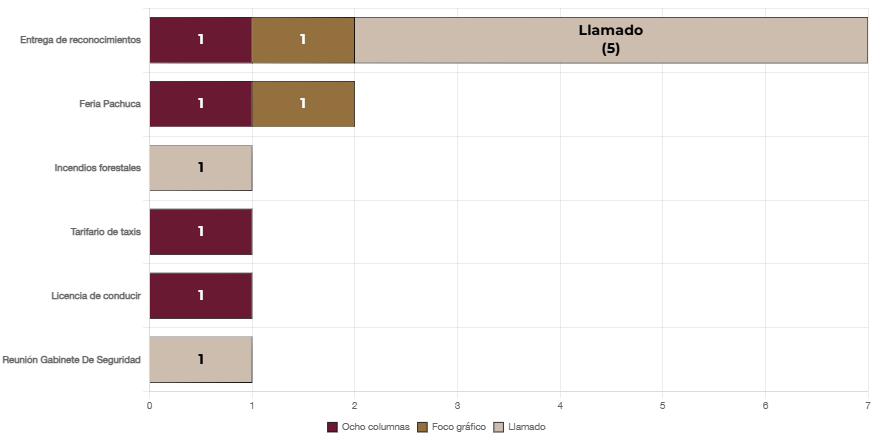 Entrega de reconocimientos
1
1
Llamado
(5)
Feria Pachuca
1
1
Incendios forestales
1
Tarifario de taxis
1
Licencia de conducir
1
Reunión Gabinete De Seguridad
1
0 1 2 3 4 5 6 7
Ocho columnas Foco gráfico Llamado